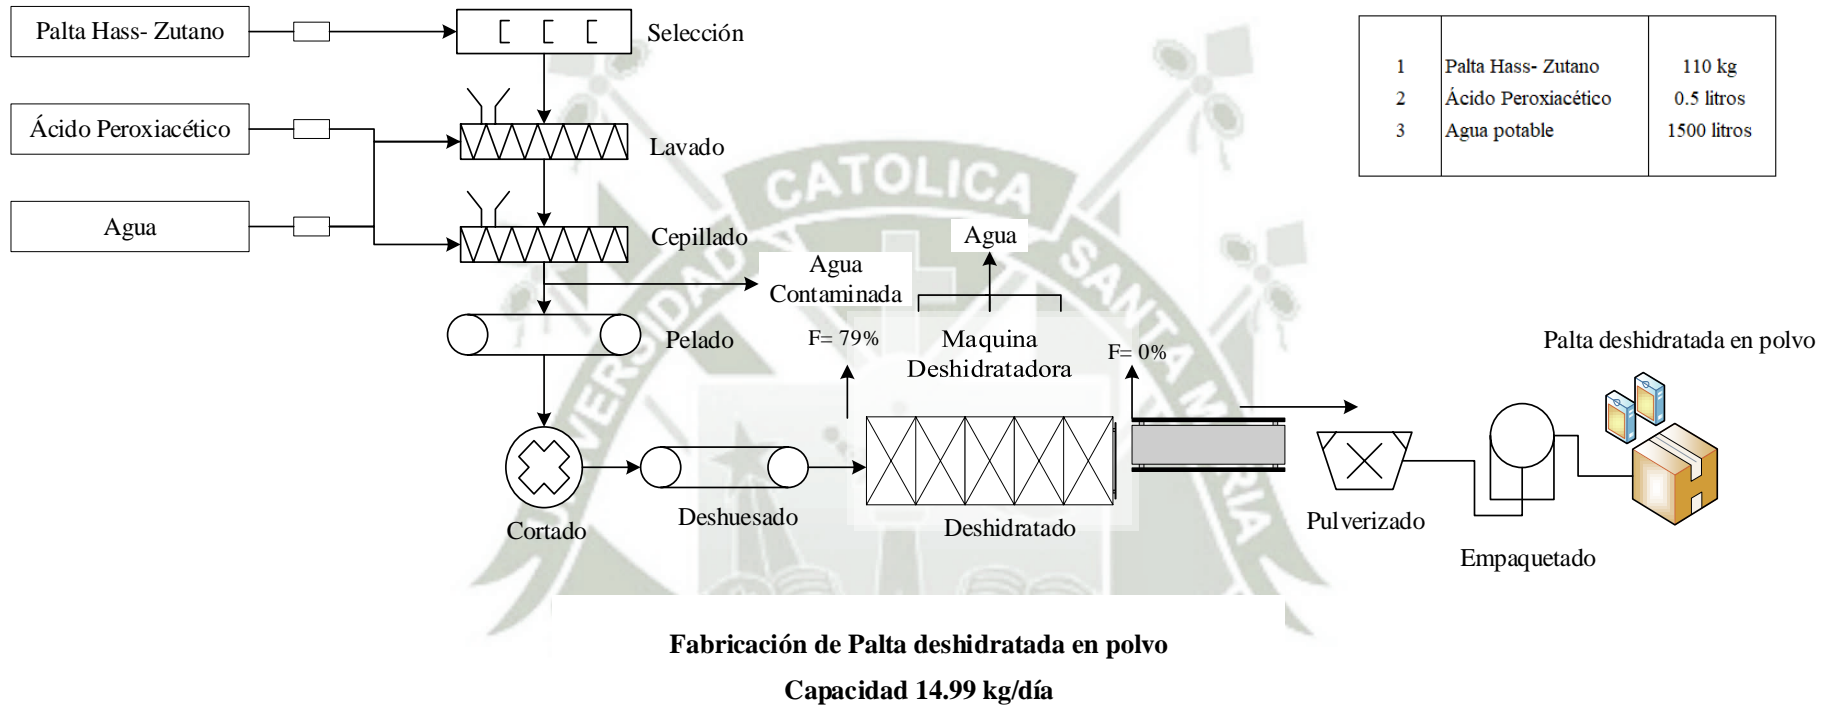 Palta Hass- Zutano
Selección
Ácido Peroxiacético
Lavado
Agua
Cepillado
Agua
Contaminada
Agua
Pelado
F= 79%
Maquina
Deshidratadora
F= 0%
Cortado
Deshuesado
Deshidratado
Pulverizado
Empaquetado
Palta deshidratada en polvo
1 Palta Hass- Zutano 110 kg
2 Ácido Peroxiacético 0.5 litros
3 Agua potable 1500 litros
UNIVERSIDAD CATOLICA SANTA MARIA
Fabricación de Palta deshidratada en polvo
Capacidad 14.99 kg/día